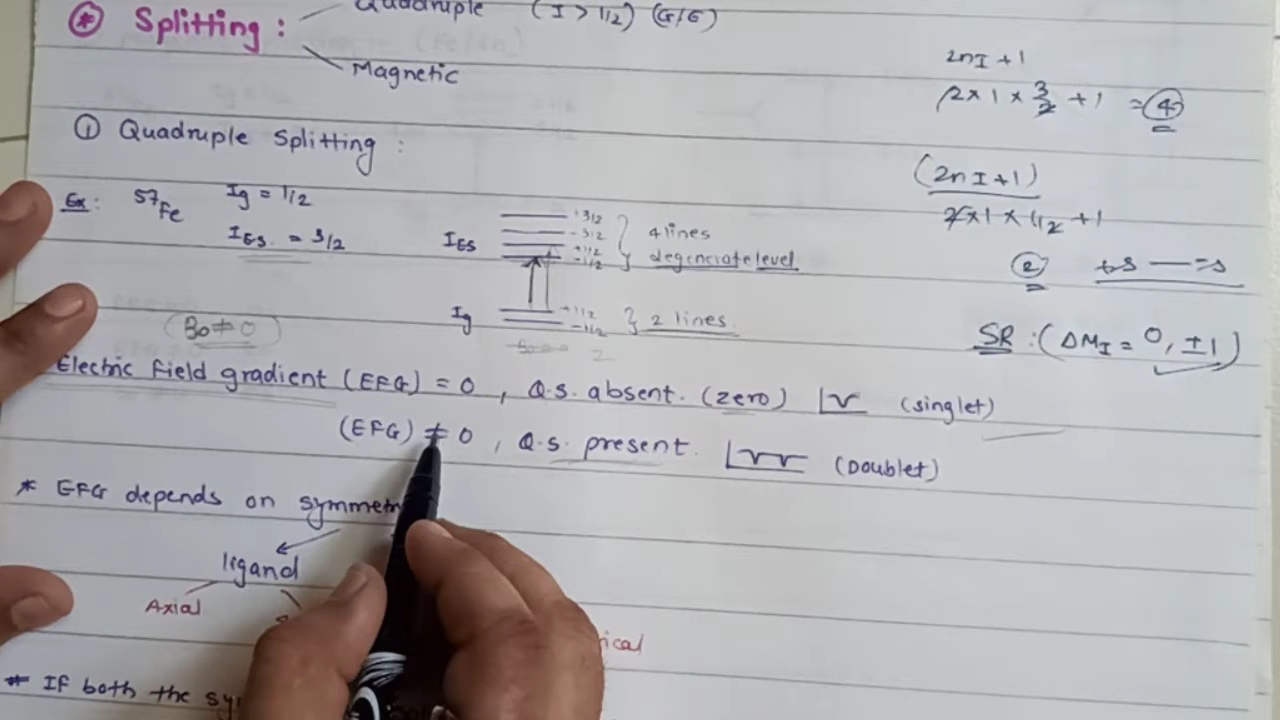 ⊛ Splitting :
Quadruple (I > 1/2) (G/E)
Magnetic
2nI + 1
2 x 1 x 3/2 + 1 = 4
① Quadruple Splitting :
(2nI + 1)
2 x 1 x 1/2 + 1
2
Ex: 57Fe Ig = 1/2
IES. = 3/2
IES
+3/2
-3/2
+1/2
-1/2
4 lines
degenerate level
Ig
+1/2
-1/2
2 lines.
SR : (ΔMI = 0, ±1)
Bo ≠ 0
Electric Field gradient (EFG) = 0 , Q.S. absent. (zero) (singlet)
(EFG) ≠ 0 , Q.S. present. (Doublet)
* EFG depends on symmetr
ligand
Axial
ical
* If both the sy